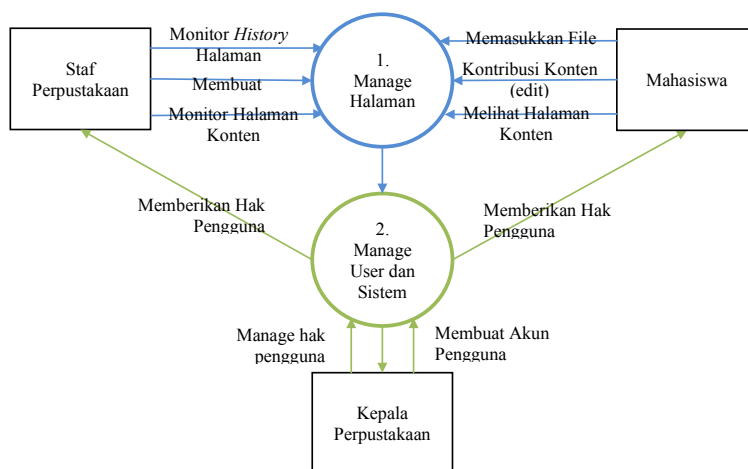 Monitor History
Halaman
Staf
Perpustakaan
Membuat
Monitor Halaman
Konten
1.
Manage
Halaman
Memasukkan File
Kontribusi Konten
(edit)
Melihat Halaman
Konten
Mahasiswa
Memberikan Hak
Pengguna
2.
Manage
User dan
Sistem
Memberikan Hak
Pengguna
Manage hak
pengguna
Membuat Akun
Pengguna
Kepala
Perpustakaan